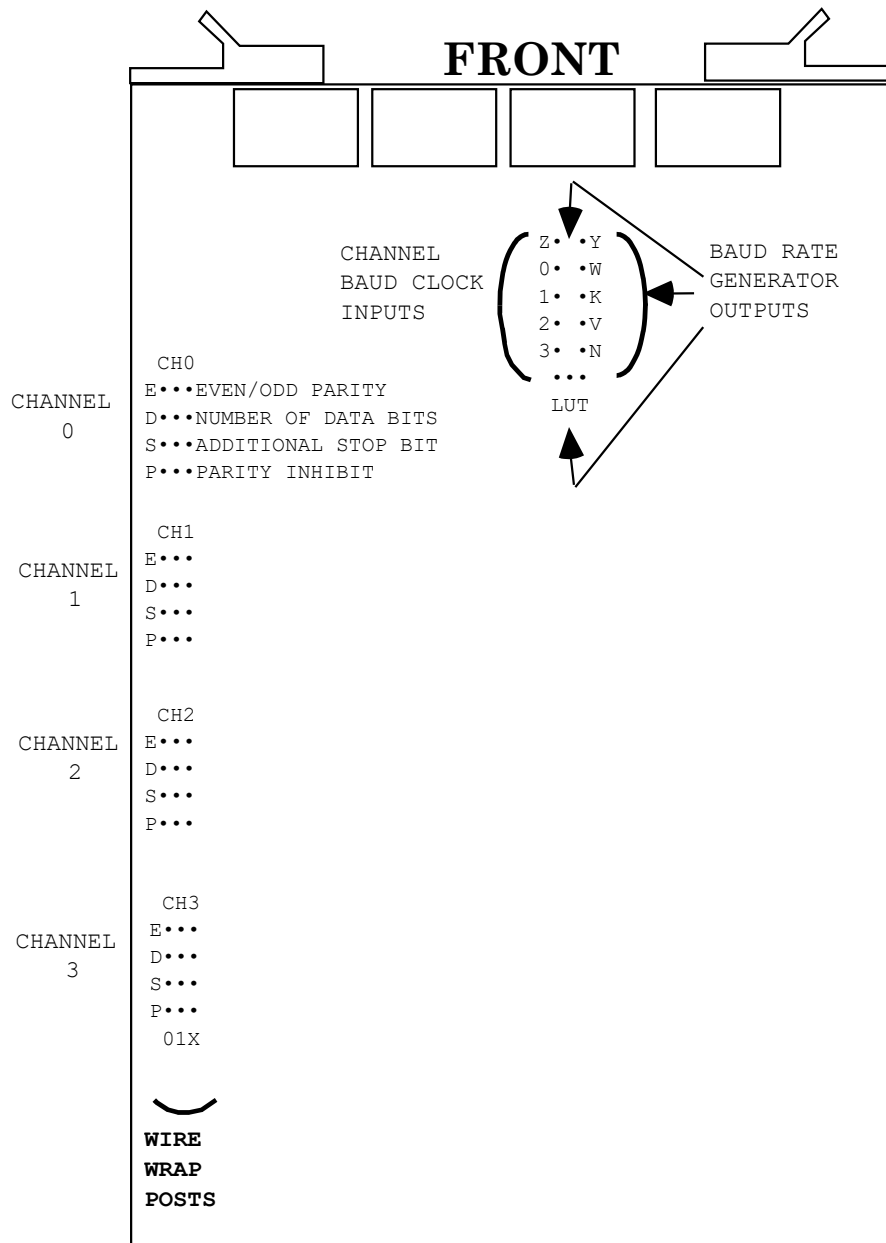 FRONT
CHANNEL
BAUD CLOCK
INPUTS
Z• •Y
0• •W
1• •K
2• •V
3• •N
•••
LUT
BAUD RATE
GENERATOR
OUTPUTS
CHANNEL
0
CH0
E•••EVEN/ODD PARITY
D•••NUMBER OF DATA BITS
S•••ADDITIONAL STOP BIT
P•••PARITY INHIBIT
CHANNEL
1
CH1
E•••
D•••
S•••
P•••
CHANNEL
2
CH2
E•••
D•••
S•••
P•••
CHANNEL
3
CH3
E•••
D•••
S•••
P•••
01X
WIRE
WRAP
POSTS